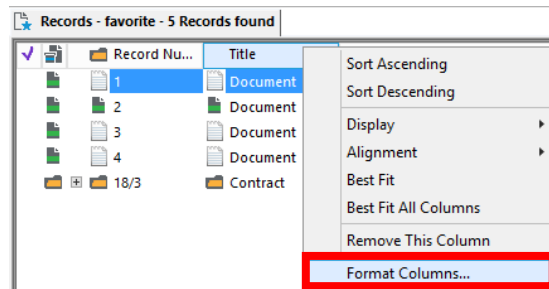 Records - favorite - 5 Records found
Record Nu... Title
1 Document
2 Document
3 Document
4 Document
18/3 Contract
Sort Ascending
Sort Descending
Display
Alignment
Best Fit
Best Fit All Columns
Remove This Column
Format Columns...